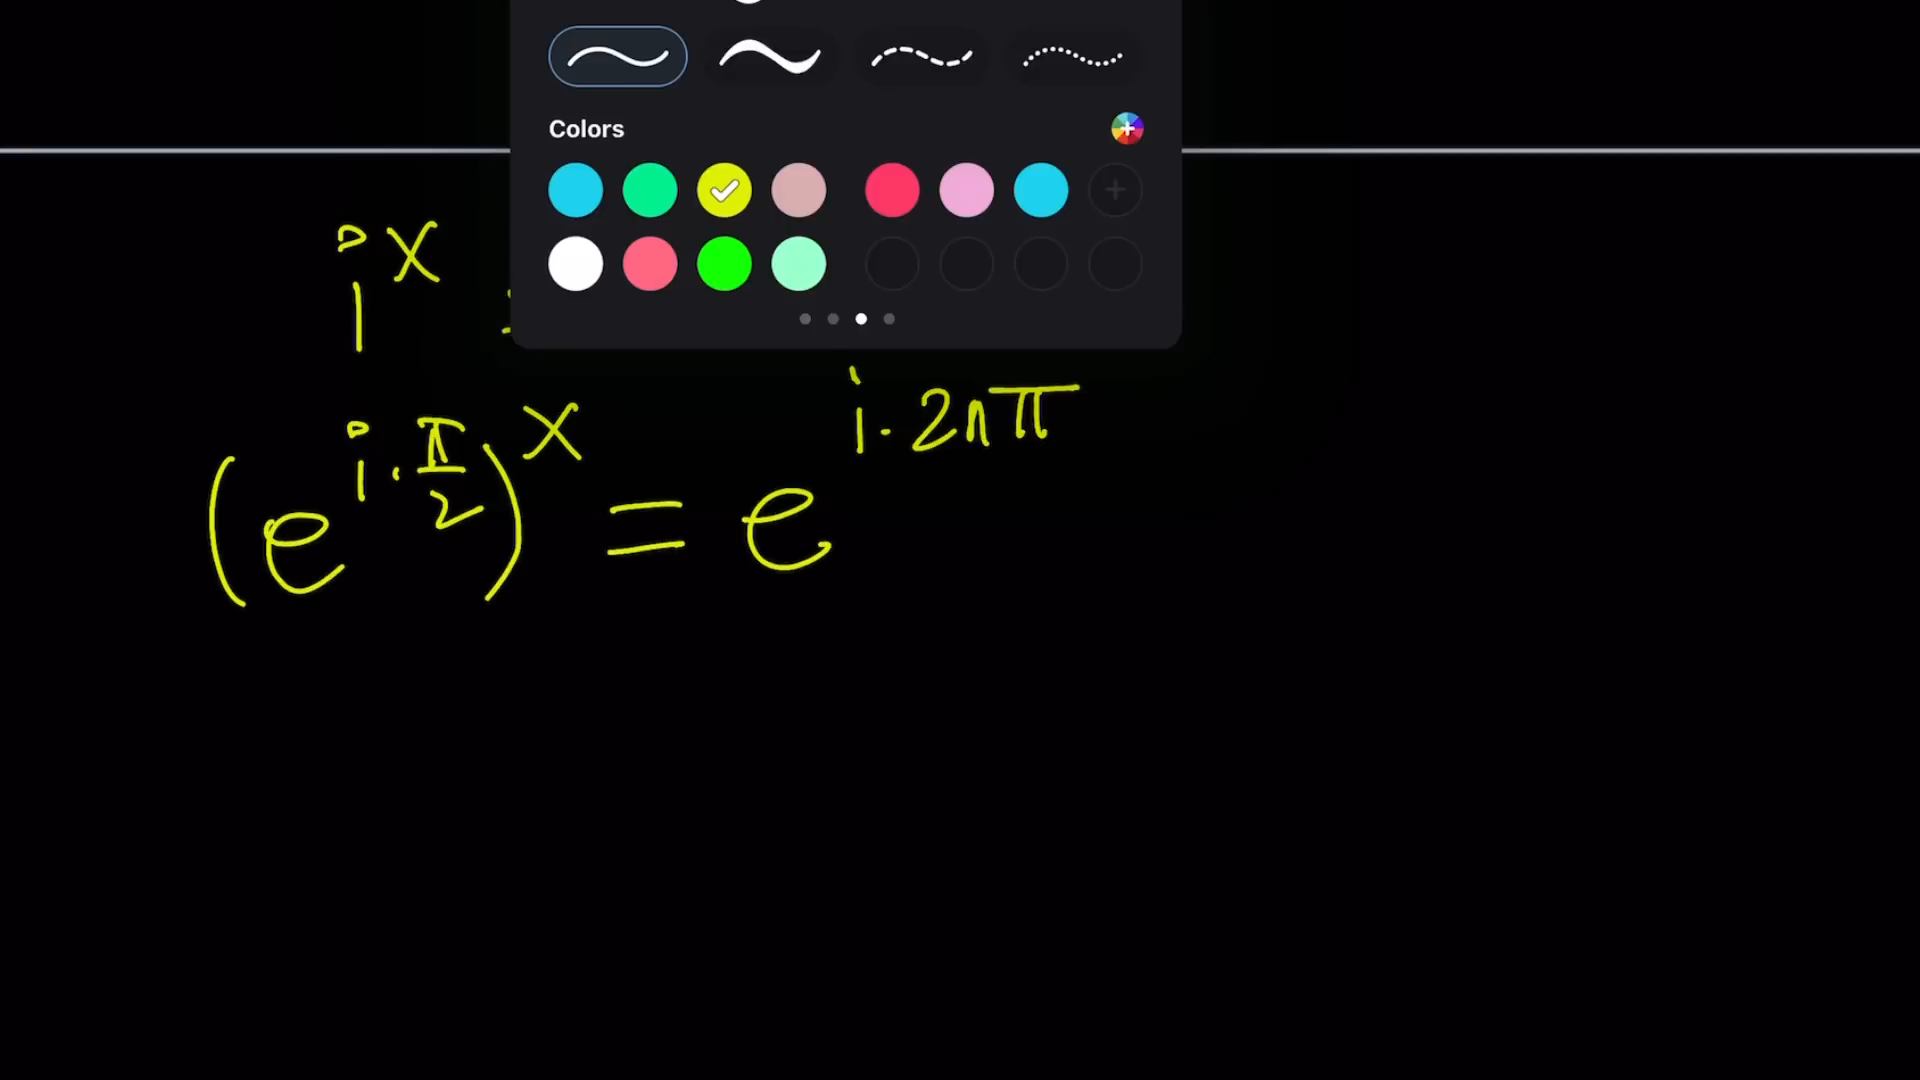 Colors
i^x =
(e^{i·π/2})^x = e^{i·2nπ}